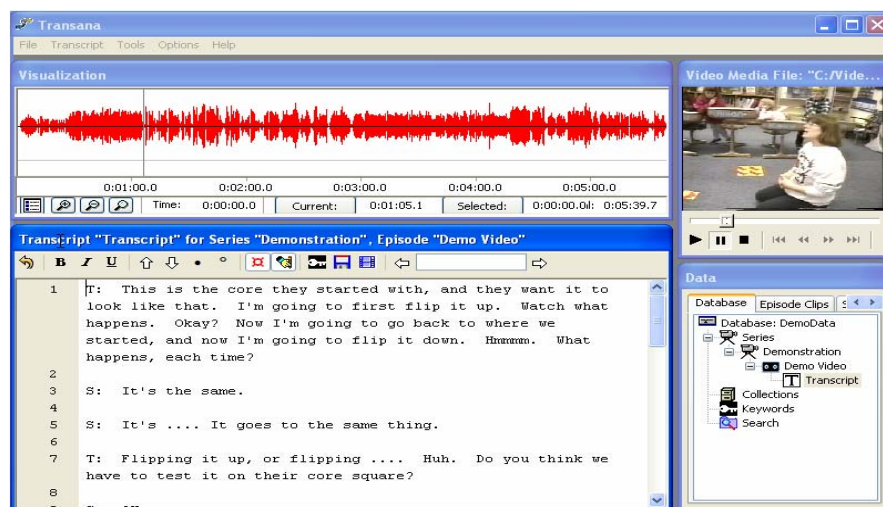 Transana
File Transcript Tools Options Help
Visualization
0:01:00.0 0:02:00.0 0:03:00.0 0:04:00.0 0:05:00.0
Time: 0:00:00.0 Current: 0:01:05.1 Selected: 0:00:00.0 0:05:39.7
Video Media File: "C:/Vide...
Transcript "Transcript" for Series "Demonstration", Episode "Demo Video"
B I U
1 T: This is the core they started with, and they want it to
look like that. I'm going to first flip it up. Watch what
happens. Okay? Now I'm going to go back to where we
started, and now I'm going to flip it down. Hmmmm. What
happens, each time?
2
3 S: It's the same.
4
5 S: It's .... It goes to the same thing.
6
7 T: Flipping it up, or flipping .... Huh. Do you think we
have to test it on their core square?
8
Data
Database Episode Clips
Database: DemoData
Series
Demonstration
Demo Video
T Transcript
Collections
Keywords
Search